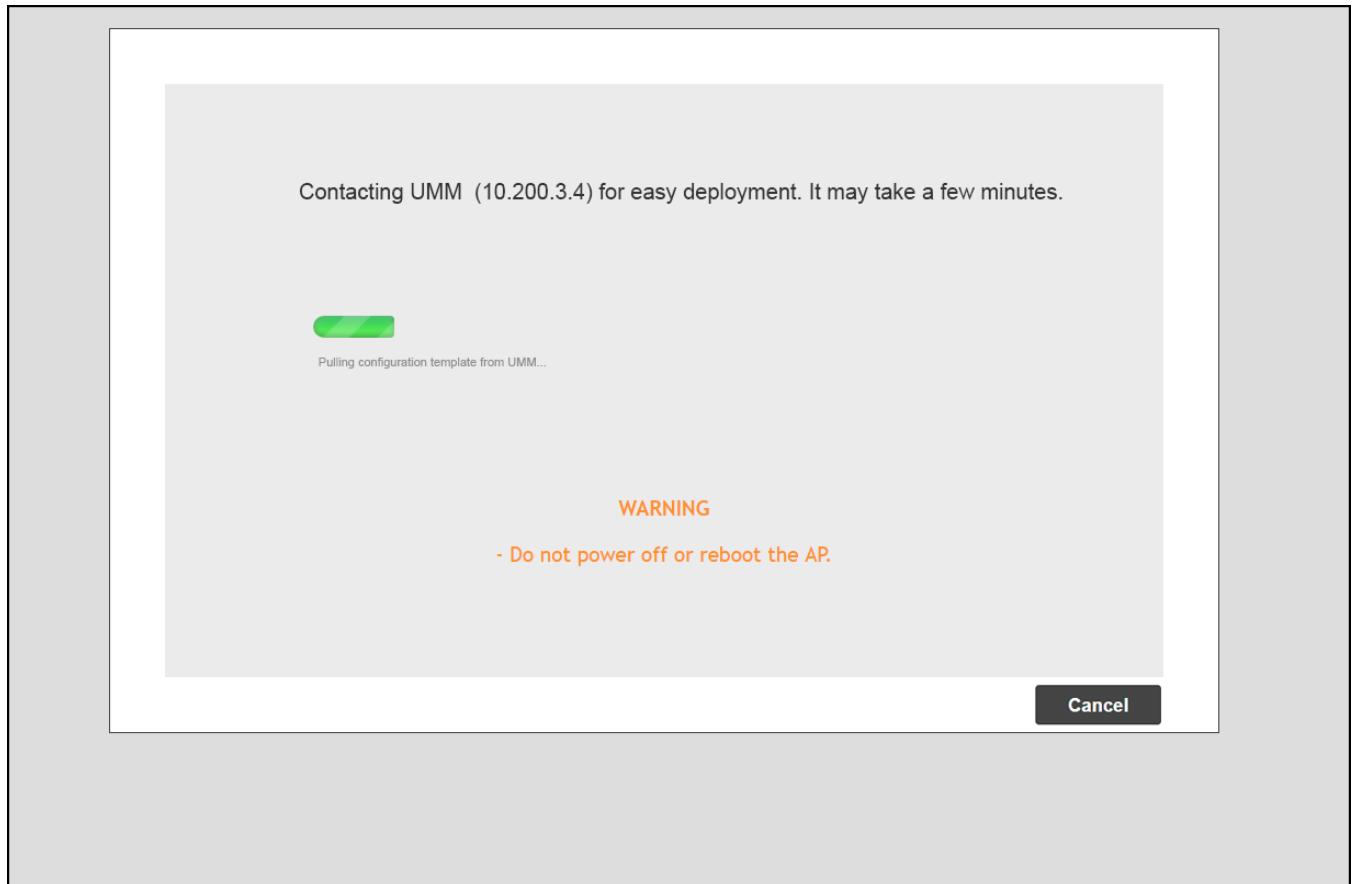 Contacting UMM  (10.200.3.4) for easy deployment. It may take a few minutes.
Pulling configuration template from UMM...
WARNING
- Do not power off or reboot the AP.
Cancel